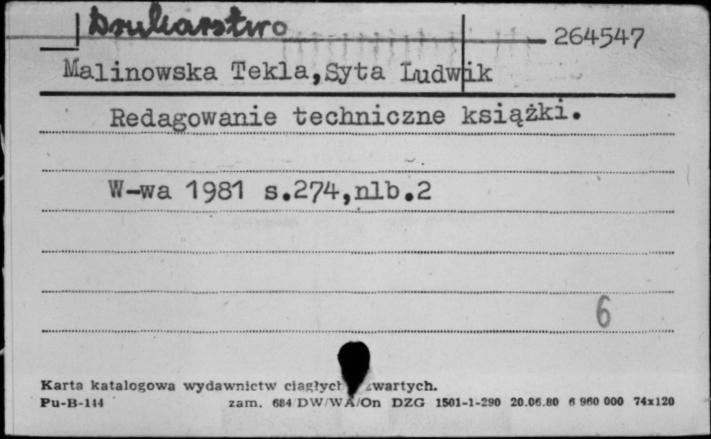 Drukarstwo
264547
Malinowska Tekla,Syta Ludwik
Redagowanie techniczne książki.
W-wa 1981 s.274,nlb.2
6
Karta katalogowa wydawnictw ciągłych zwartych.
Pu-B-144 zam. 684/DW/WA/On DZG 1501-1-290 20.06.80 6 960 000 74x120